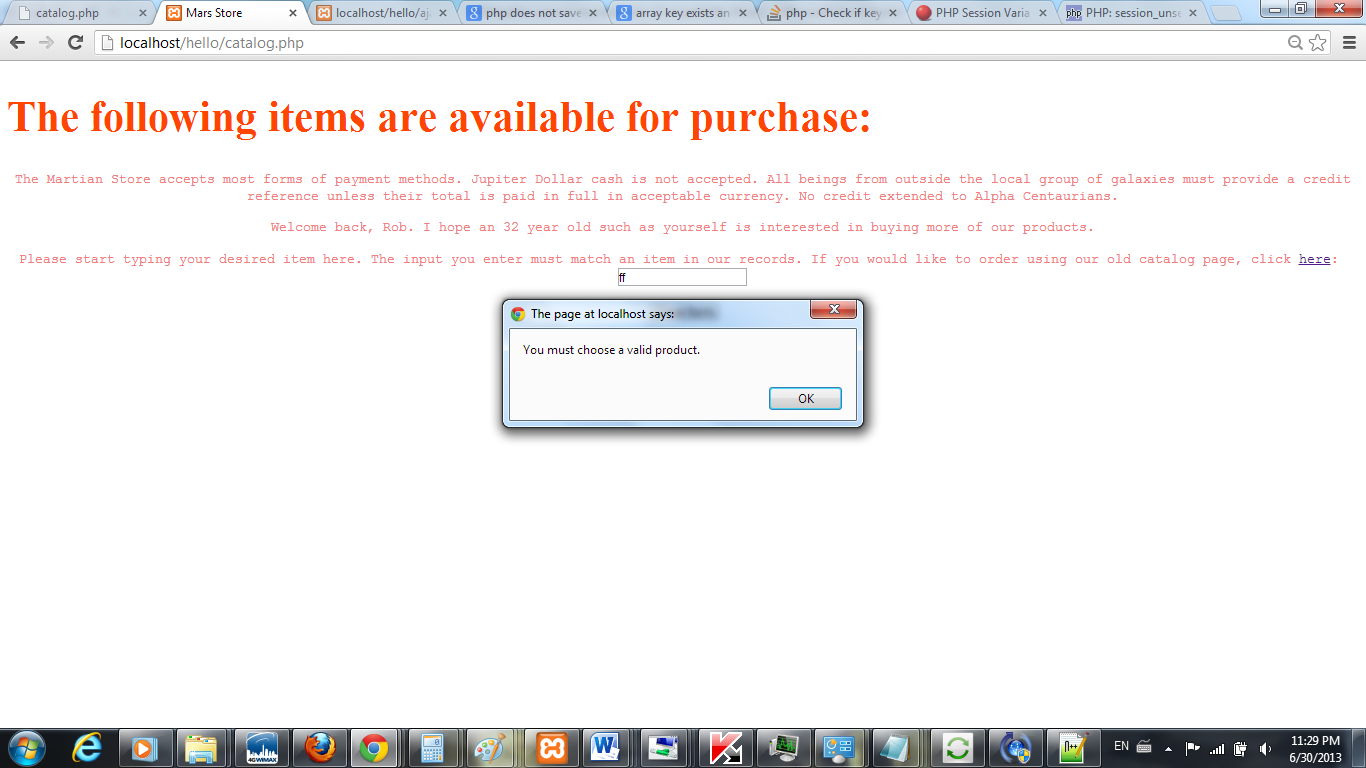 catalog.php
Mars Store
localhost/hello/aj
php does not save
array key exists an
php - Check if key
PHP Session Varia
PHP: session_uns
localhost/hello/catalog.php
The following items are available for purchase:
The Martian Store accepts most forms of payment methods. Jupiter Dollar cash is not accepted. All beings from outside the local group of galaxies must provide a credit
reference unless their total is paid in full in acceptable currency. No credit extended to Alpha Centaurians.
Welcome back, Rob. I hope an 32 year old such as yourself is interested in buying more of our products.
Please start typing your desired item here. The input you enter must match an item in our records. If you would like to order using our old catalog page, click here:
ff
The page at localhost says:
You must choose a valid product.
OK
4GWIMAX
EN
11:29 PM
6/30/2013